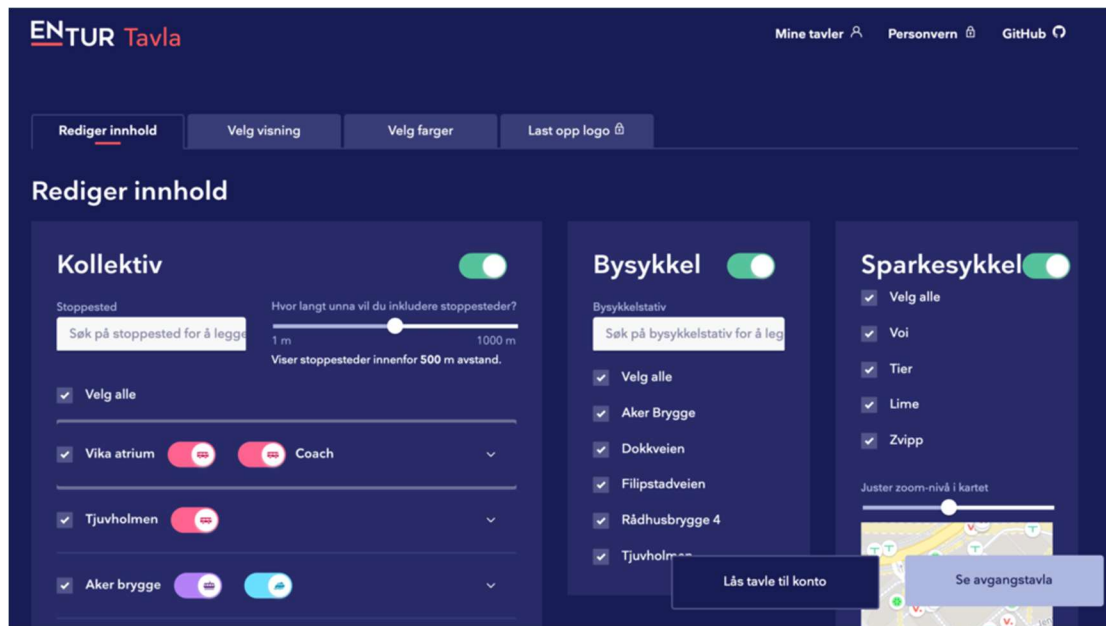 ENTUR Tavla
Mine tavler
Personvern
GitHub
Rediger innhold
Velg visning
Velg farger
Last opp logo
Rediger innhold
Kollektiv
Stoppested
Søk på stoppested for å legge
Hvor langt unna vil du inkludere stoppesteder?
1 m
1000 m
Viser stoppesteder innenfor 500 m avstand.
Velg alle
Vika atrium
Coach
Tjuvholmen
Aker brygge
Bysykkel
Bysykkelstativ
Søk på bysykkelstativ for å leg
Velg alle
Aker Brygge
Dokkveien
Filipstadveien
Rådhusbrygge 4
Tjuvholmen
Sparkesykkel
Velg alle
Voi
Tier
Lime
Zvipp
Juster zoom-nivå i kartet
Lås tavle til konto
Se avgangstavla